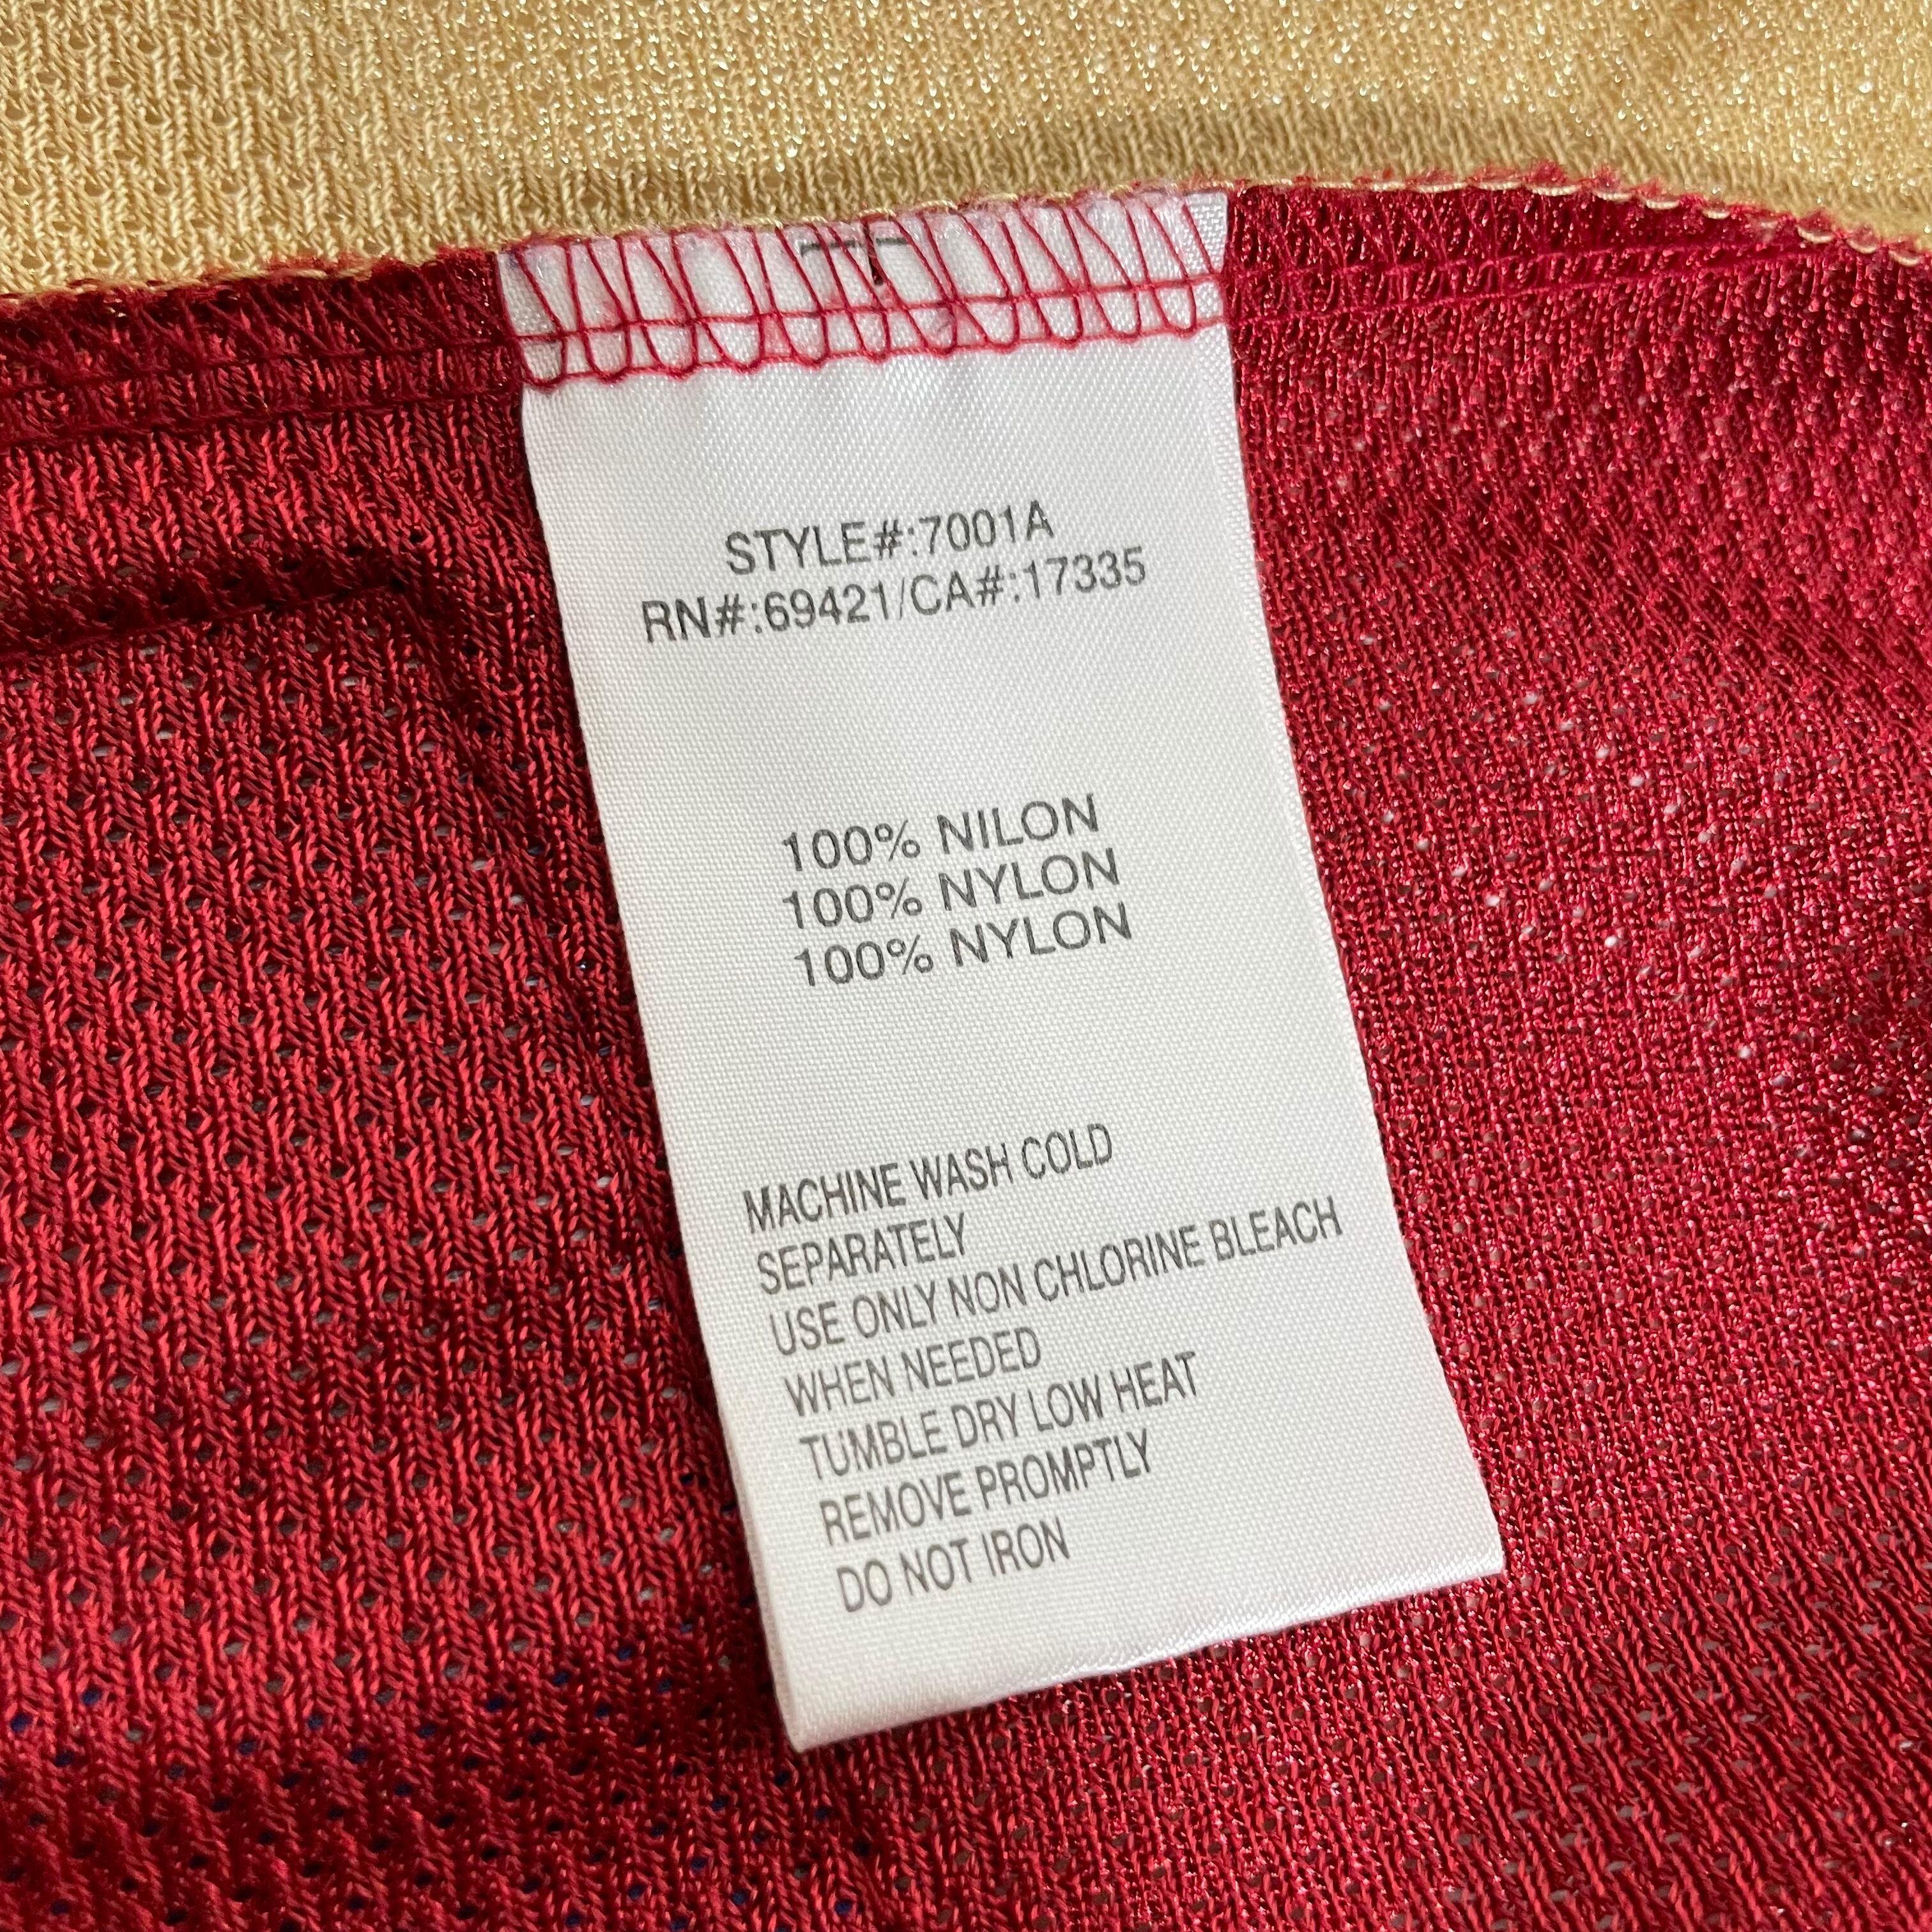 STYLE#:7001A
RN#:69421/CA#:17335
100% NILON
100% NYLON
100% NYLON
MACHINE WASH COLD
SEPARATELY
USE ONLY NON CHLORINE BLEACH
WHEN NEEDED
TUMBLE DRY LOW HEAT
REMOVE PROMPTLY
DO NOT IRON